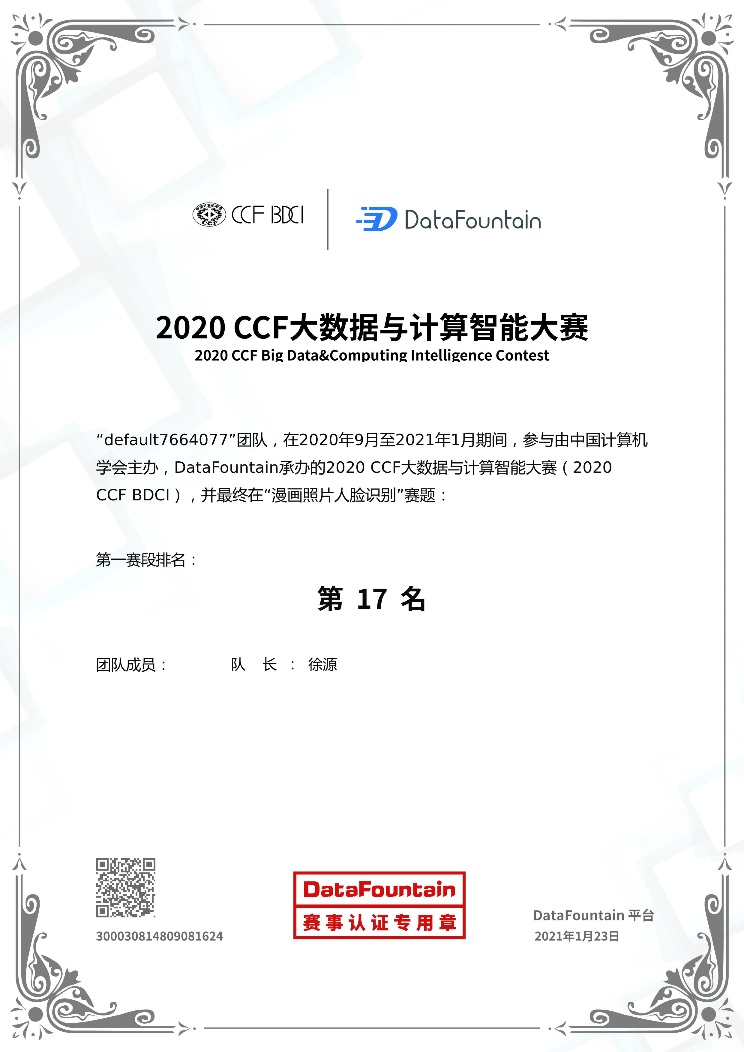 CCF BDCI
DataFountain
2020 CCF大数据与计算智能大赛
2020 CCF Big Data&Computing Intelligence Contest
“default7664077”团队，在2020年9月至2021年1月期间，参与由中国计算机
学会主办，DataFountain承办的2020 CCF大数据与计算智能大赛（2020
CCF BDCI），并最终在“漫画照片人脸识别”赛题：
第一赛段排名：
第 17 名
团队成员： 队 长 ： 徐源
DataFountain
赛事认证专用章
300030814809081624
DataFountain 平台
2021年1月23日